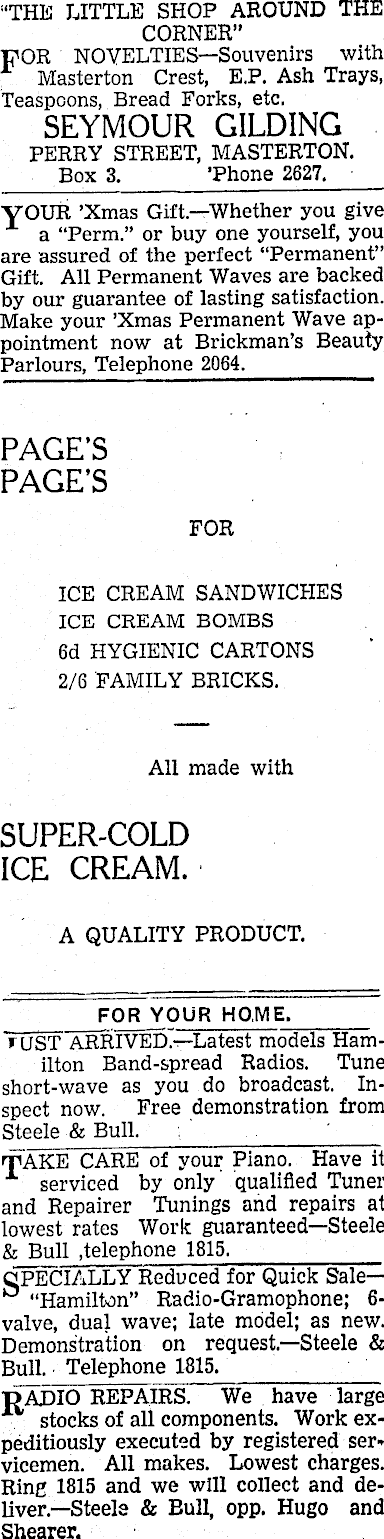 "THE LITTLE SHOP AROUND THE
CORNER"
FOR NOVELTIES—Souvenirs with
Masterton Crest, E.P. Ash Trays,
Teaspoons, Bread Forks, etc.
SEYMOUR GILDING
PERRY STREET, MASTERTON.
Box 3. 'Phone 2627.
YOUR 'Xmas Gift.—Whether you give
a "Perm." or buy one yourself, you
are assured of the perfect "Permanent"
Gift. All Permanent Waves are backed
by our guarantee of lasting satisfaction.
Make your 'Xmas Permanent Wave ap-
pointment now at Brickman's Beauty
Parlours, Telephone 2064.
PAGE'S
PAGE'S
FOR
ICE CREAM SANDWICHES
ICE CREAM BOMBS
6d HYGIENIC CARTONS
2/6 FAMILY BRICKS.
All made with
SUPER-COLD
ICE CREAM.
A QUALITY PRODUCT.
FOR YOUR HOME.
JUST ARRIVED.—Latest models Ham-
ilton Band-spread Radios. Tune
short-wave as you do broadcast. In-
spect now. Free demonstration from
Steele & Bull.
TAKE CARE of your Piano. Have it
serviced by only qualified Tuner
and Repairer Tunings and repairs at
lowest rates Work guaranteed—Steele
& Bull ,telephone 1815.
SPECIALLY Reduced for Quick Sale—
"Hamilton" Radio-Gramophone; 6-
valve, dual wave; late model; as new.
Demonstration on request.—Steele &
Bull. Telephone 1815.
RADIO REPAIRS. We have large
stocks of all components. Work ex-
peditiously executed by registered ser-
vicemen. All makes. Lowest charges.
Ring 1815 and we will collect and de-
liver.—Steele & Bull, opp. Hugo and
Shearer.